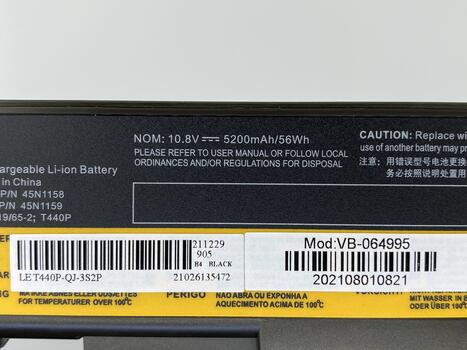 NOM: 10.8V 5200mAh/56Wh
PLEASE REFER TO USER MANUAL OR FOLLOW LOCAL
ORDINANCES AND/OR REGULATIONS FOR DISPOSAL
CAUTION: Replace wi
use of another battery may pr
注意: 用错误型号电池更换
务必按照说明处置用
hargeable Li-ion Battery
in China
P/N 45N1158
P/N 45N1159
19/65-2; T440P
211229
905
B4 BLACK
LET440P-QJ-3S2P 21026135472
Mod:VB-064995
202108010821
FOR TEMPERATURER OVER 100°C
PERIGO
NAO ABRA OU EXPONHA A
AQUECIMENTO ACIMA DE 100°C
MIT WASSER IN B